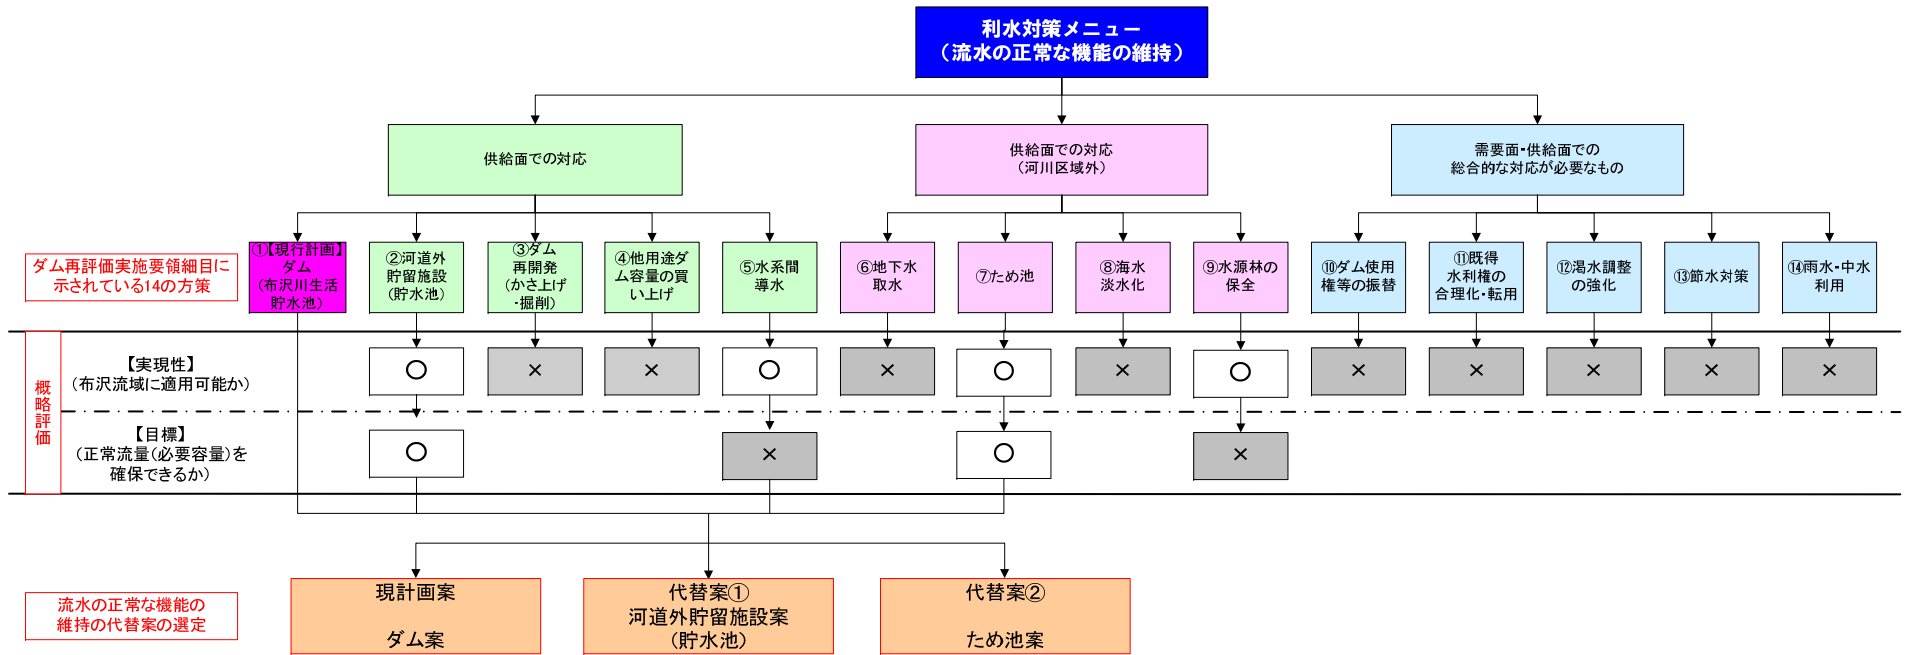 利水対策メニュー
（流水の正常な機能の維持）
供給面での対応
供給面での対応
（河川区域外）
需要面・供給面での
総合的な対応が必要なもの
ダム再評価実施要領細目に
示されている14の方策
①【現行計画】
ダム
（布沢川生活
貯水池）
②河道外
貯留施設
（貯水池）
③ダム
再開発
（かさ上げ
・掘削）
④他用途ダ
ム容量の買
い上げ
⑤水系間
導水
⑥地下水
取水
⑦ため池
⑧海水
淡水化
⑨水源林の
保全
⑩ダム使用
権等の振替
⑪既得
水利権の
合理化・転用
⑫渇水調整
の強化
⑬節水対策
⑭雨水・中水
利用
概略評価
【実現性】
（布沢流域に適用可能か）
○
×
×
○
×
○
×
○
×
×
×
×
×
【目標】
（正常流量（必要容量）を
確保できるか）
○
×
○
×
流水の正常な機能の
維持の代替案の選定
現計画案
ダム案
代替案①
河道外貯留施設案
（貯水池）
代替案②
ため池案